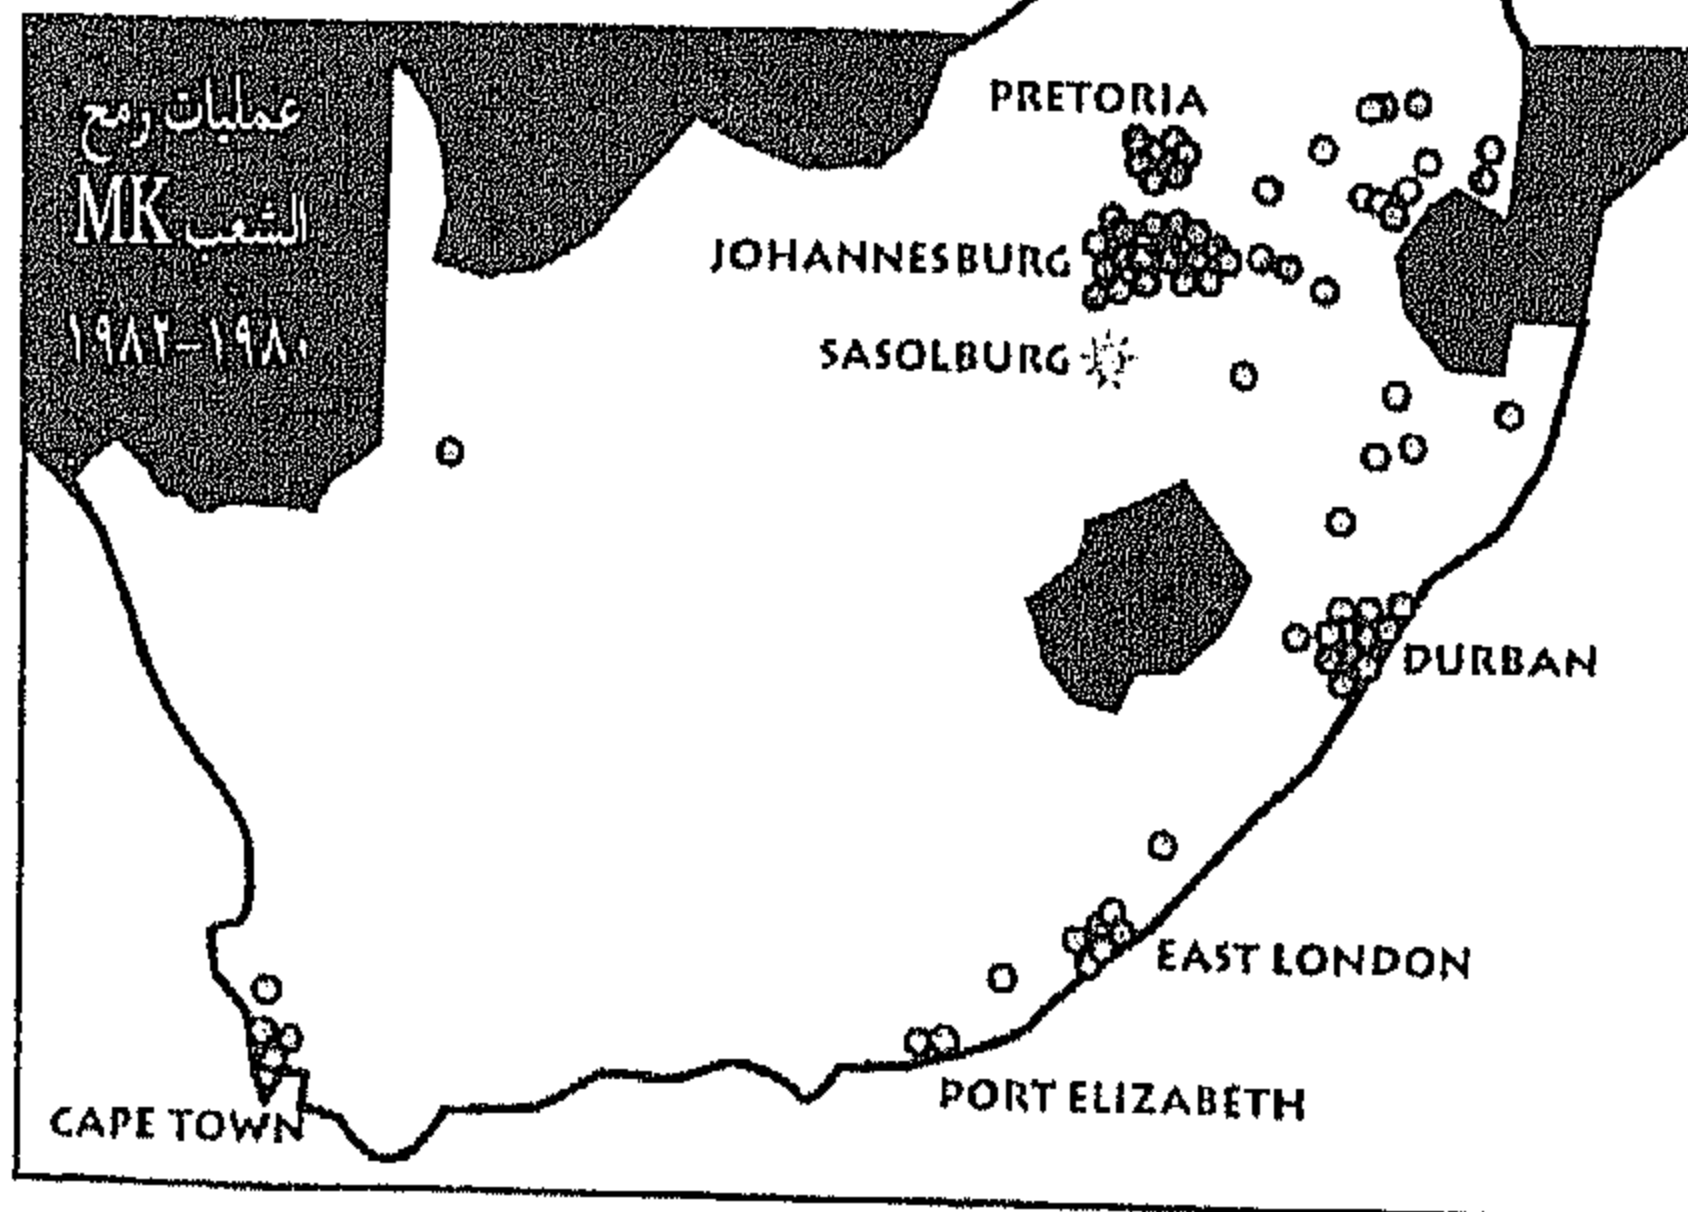 عمليات رمح
الشعب MK
١٩٨٠-١٩٨٢
PRETORIA
JOHANNESBURG
SASOLBURG
DURBAN
EAST LONDON
PORT ELIZABETH
CAPE TOWN